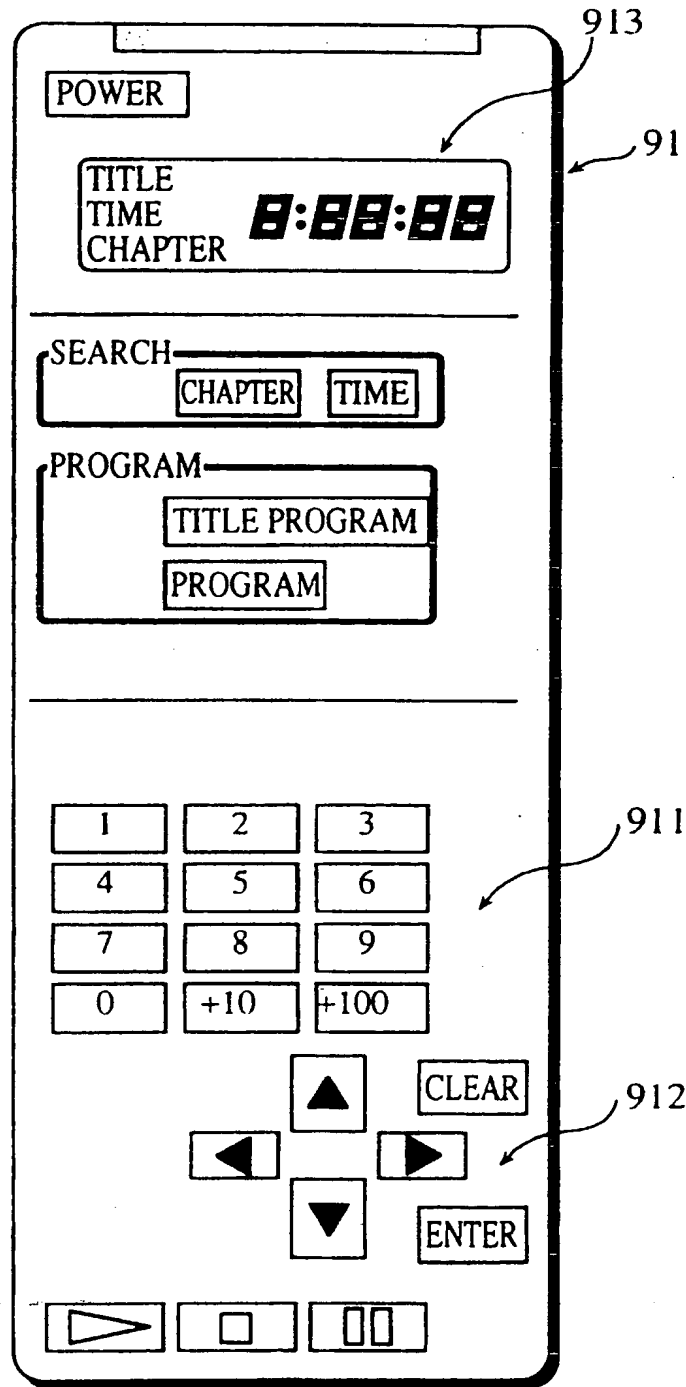 913
POWER
91
TITLE
TIME 8:88:88
CHAPTER
SEARCH
CHAPTER TIME
PROGRAM
TITLE PROGRAM
PROGRAM
1 2 3
911
4 5 6
7 8 9
0 +10 +100
CLEAR
912
ENTER